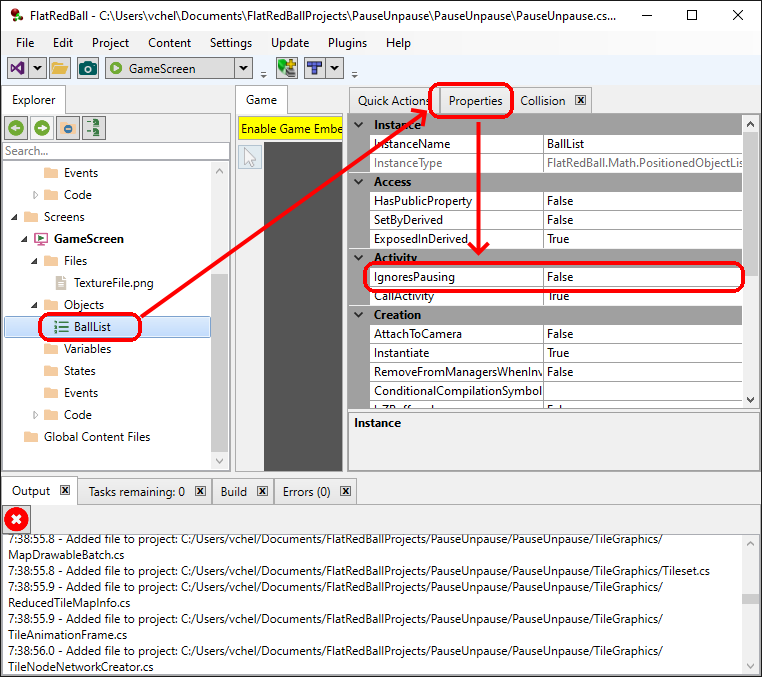 FlatRedBall - C:\Users\vchel\Documents\FlatRedBallProjects\PauseUnpause\PauseUnpause\PauseUnpause.cs...
File Edit Project Content Settings Update Plugins Help
GameScreen
Explorer
Search...
Events
Code
Screens
GameScreen
Files
TextureFile.png
Objects
BallList
Variables
States
Events
Code
Global Content Files
Game
Enable Game Embe
Quick Actions Properties Collision
Instance
InstanceName BallList
InstanceType FlatRedBall.Math.PositionedObjectLis
Access
HasPublicProperty False
SetByDerived False
ExposedInDerived True
Activity
IgnoresPausing False
CallActivity True
Creation
AttachToCamera False
Instantiate True
RemoveFromManagersWhenInv False
ConditionalCompilationSymbol
Instance
Output Tasks remaining: 0 Build Errors (0)
7:38:55.8 - Added file to project: C:/Users/vchel/Documents/FlatRedBallProjects/PauseUnpause/PauseUnpause/TileGraphics/
MapDrawableBatch.cs
7:38:55.8 - Added file to project: C:/Users/vchel/Documents/FlatRedBallProjects/PauseUnpause/PauseUnpause/TileGraphics/Tileset.cs
7:38:55.9 - Added file to project: C:/Users/vchel/Documents/FlatRedBallProjects/PauseUnpause/PauseUnpause/TileGraphics/
ReducedTileMapInfo.cs
7:38:55.9 - Added file to project: C:/Users/vchel/Documents/FlatRedBallProjects/PauseUnpause/PauseUnpause/TileGraphics/
TileAnimationFrame.cs
7:38:56.0 - Added file to project: C:/Users/vchel/Documents/FlatRedBallProjects/PauseUnpause/PauseUnpause/TileGraphics/
TileNodeNetworkCreator.cs